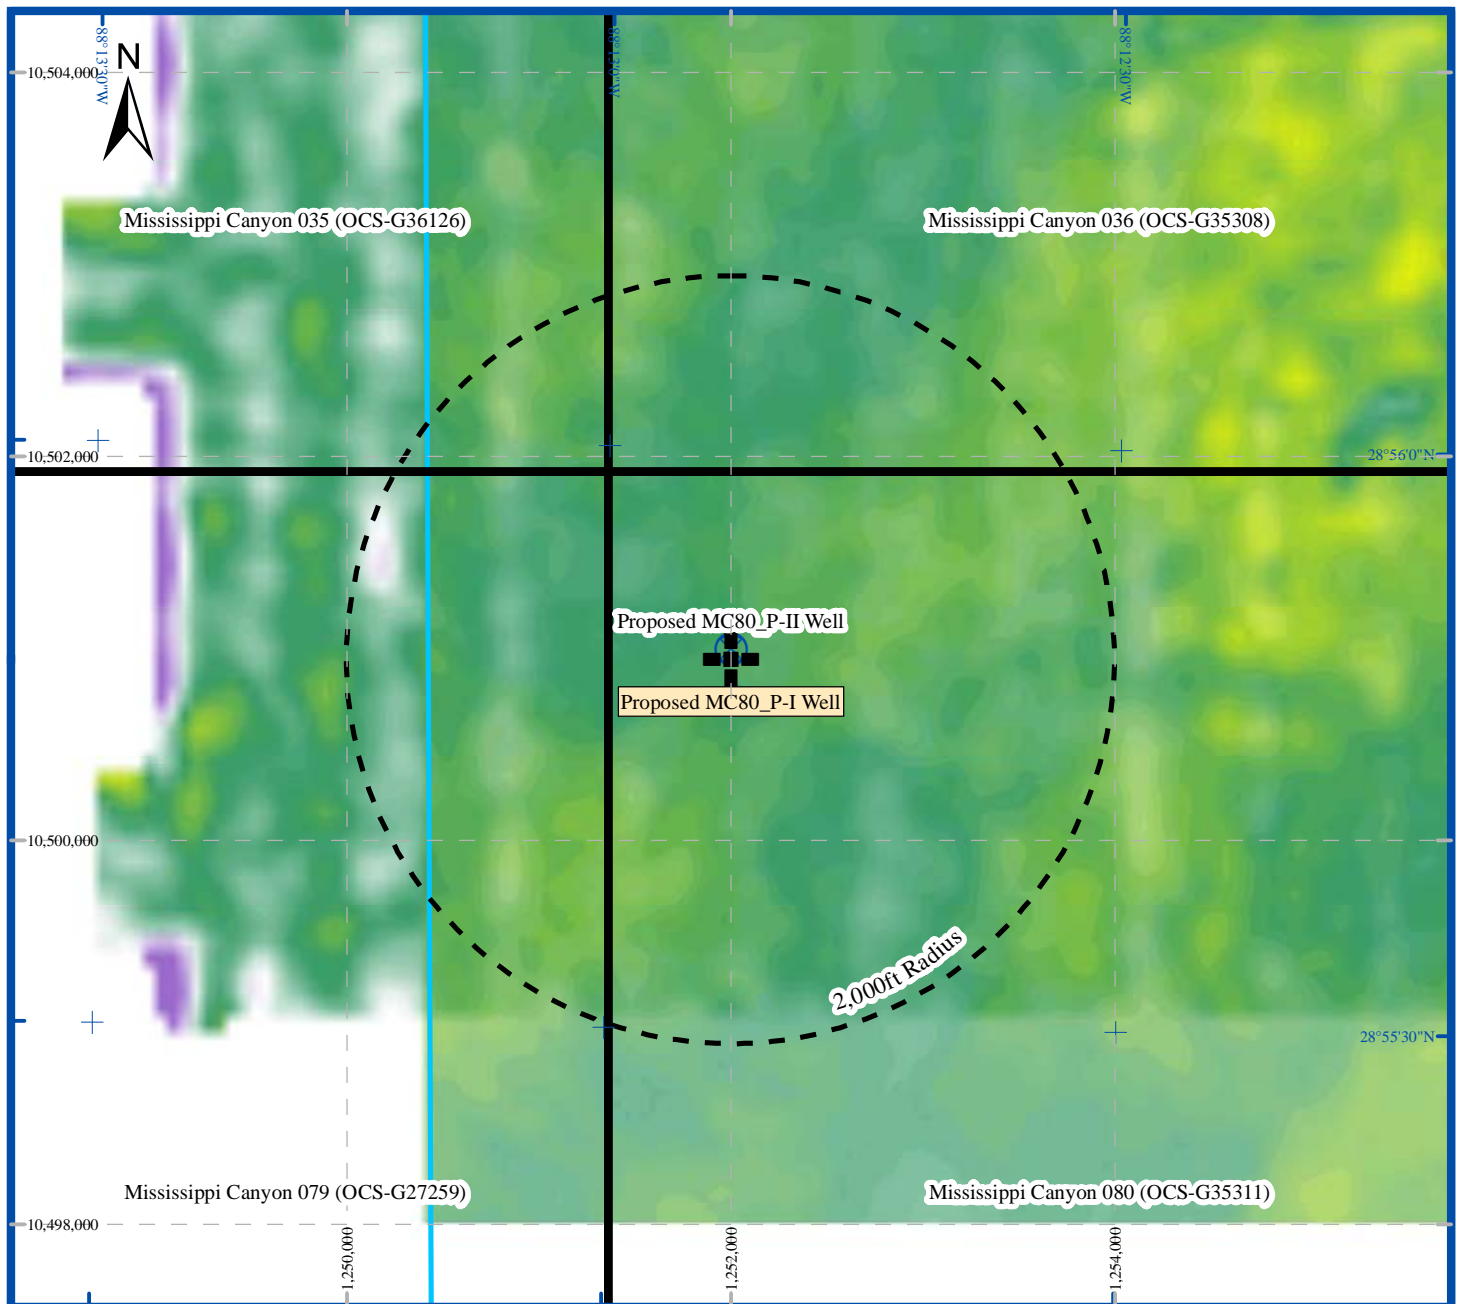 88°13'30"W
88°13'0"W
88°12'30"W
N
10,504,000
Mississippi Canyon 035 (OCS-G36126)
Mississippi Canyon 036 (OCS-G35308)
10,502,000
28°56'0"N
Proposed MC80_P-II Well
Proposed MC80_P-I Well
10,500,000
2,000ft Radius
28°55'30"N
Mississippi Canyon 079 (OCS-G27259)
Mississippi Canyon 080 (OCS-G35311)
10,498,000
1,250,000
1,252,000
1,254,000